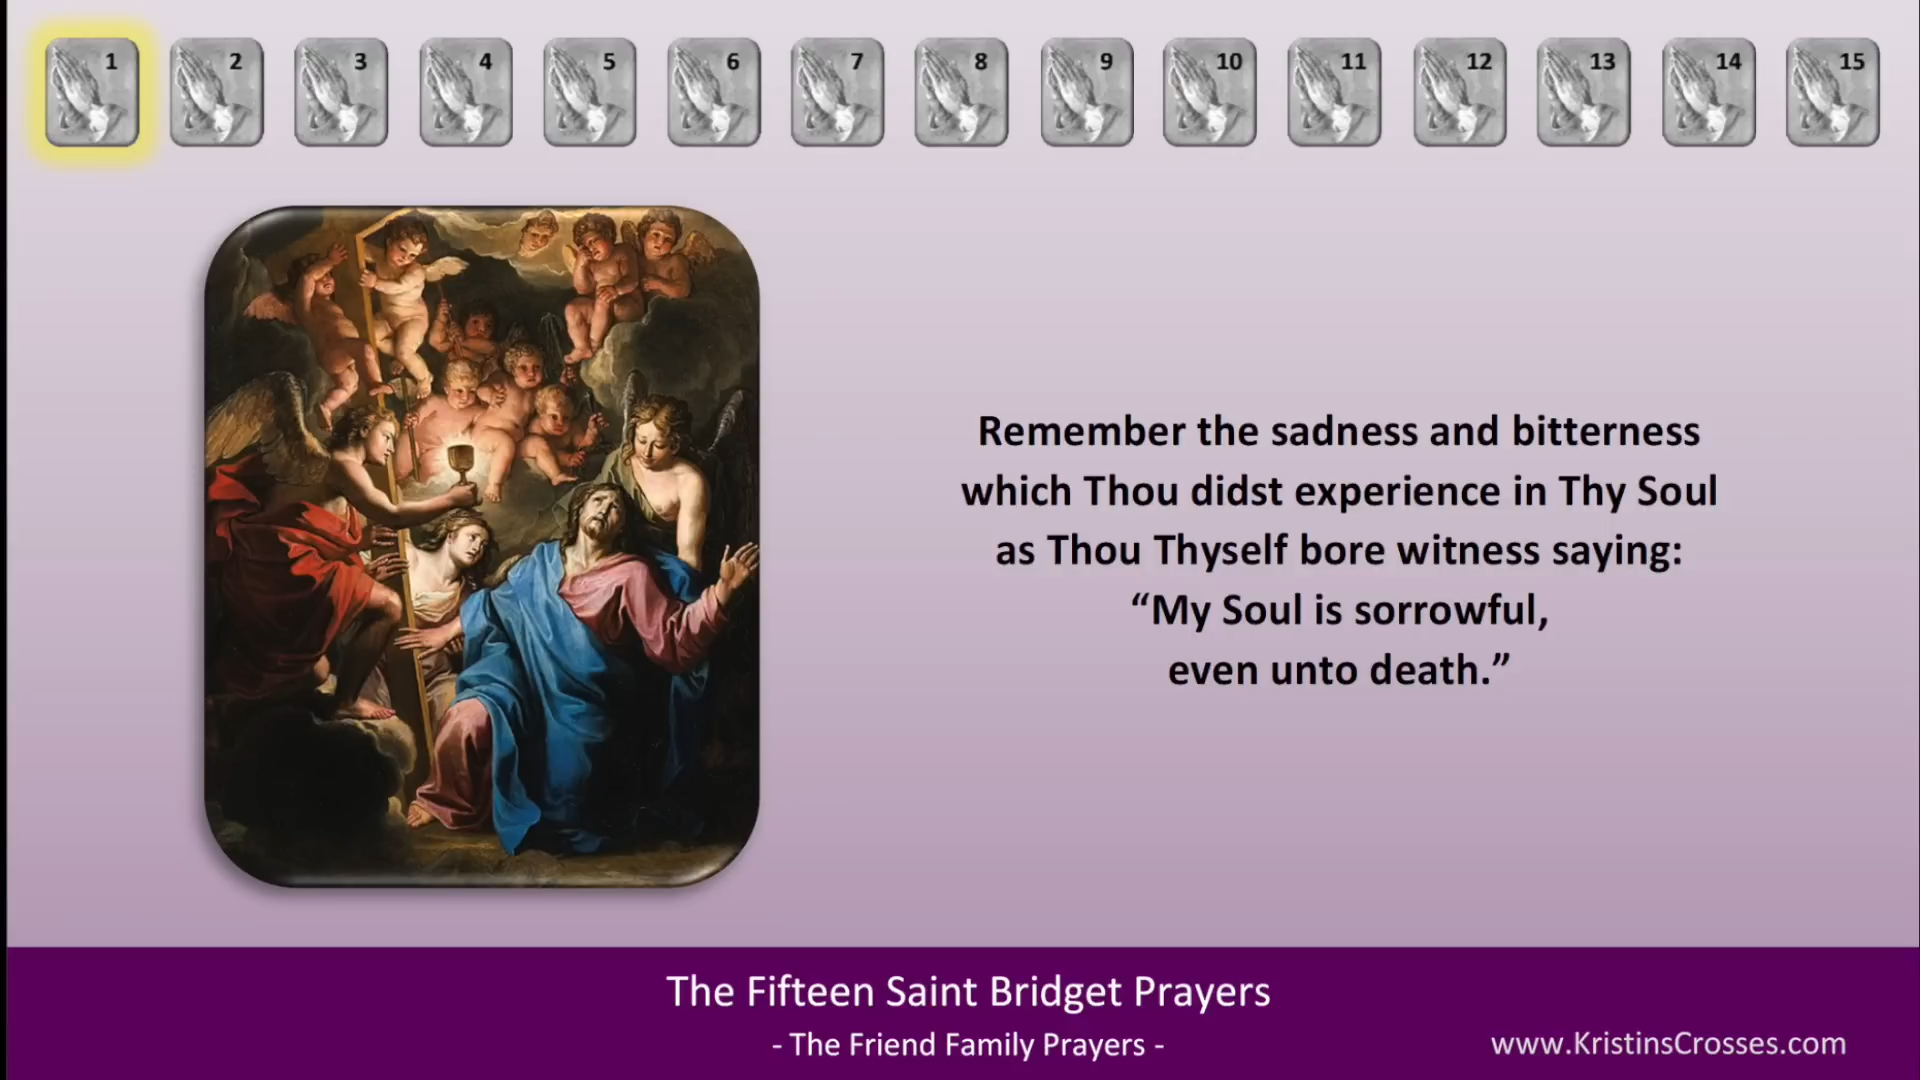 1 2 3 4 5 6 7 8 9 10 11 12 13 14 15
Remember the sadness and bitterness
which Thou didst experience in Thy Soul
as Thou Thyself bore witness saying:
“My Soul is sorrowful,
even unto death.”
The Fifteen Saint Bridget Prayers
- The Friend Family Prayers -
www.KristinsCrosses.com